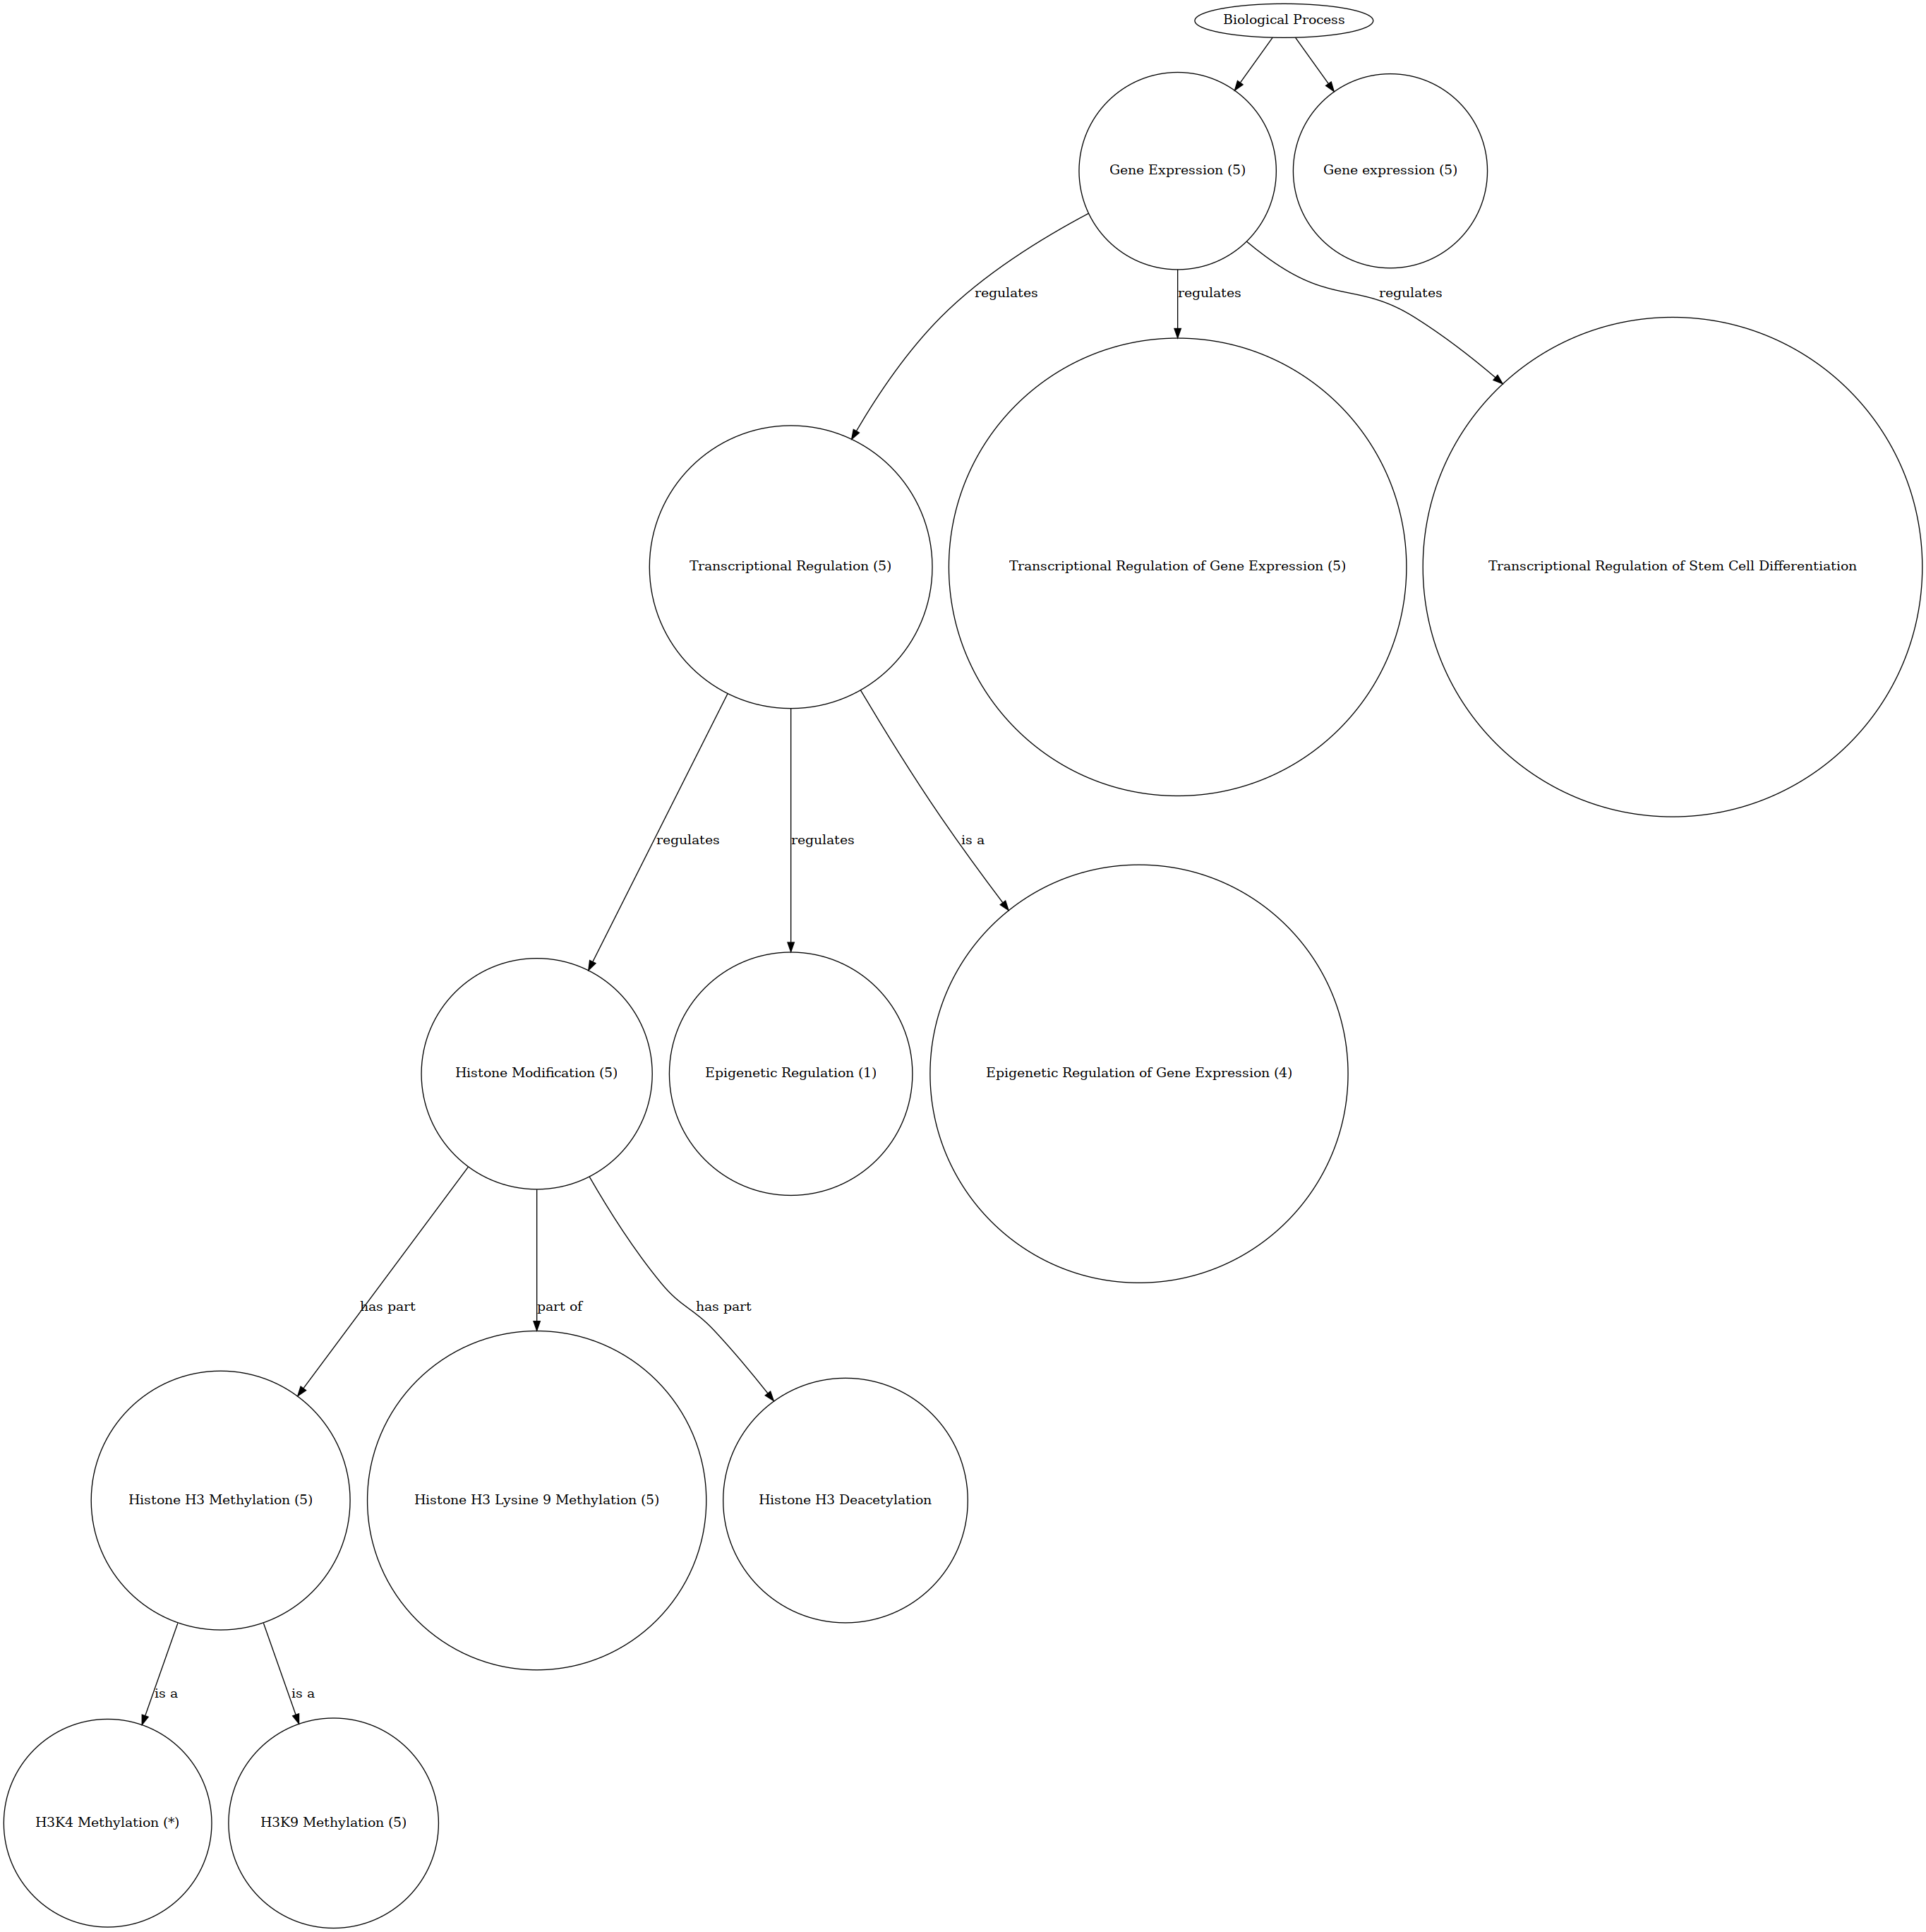 Biological Process
Gene Expression (5)
Gene expression (5)
regulates
regulates
regulates
Transcriptional Regulation (5)
Transcriptional Regulation of Gene Expression (5)
Transcriptional Regulation of Stem Cell Differentiation
regulates
regulates
is a
Histone Modification (5)
Epigenetic Regulation (1)
Epigenetic Regulation of Gene Expression (4)
has part
part of
has part
Histone H3 Methylation (5)
Histone H3 Lysine 9 Methylation (5)
Histone H3 Deacetylation
is a
is a
H3K4 Methylation (*)
H3K9 Methylation (5)